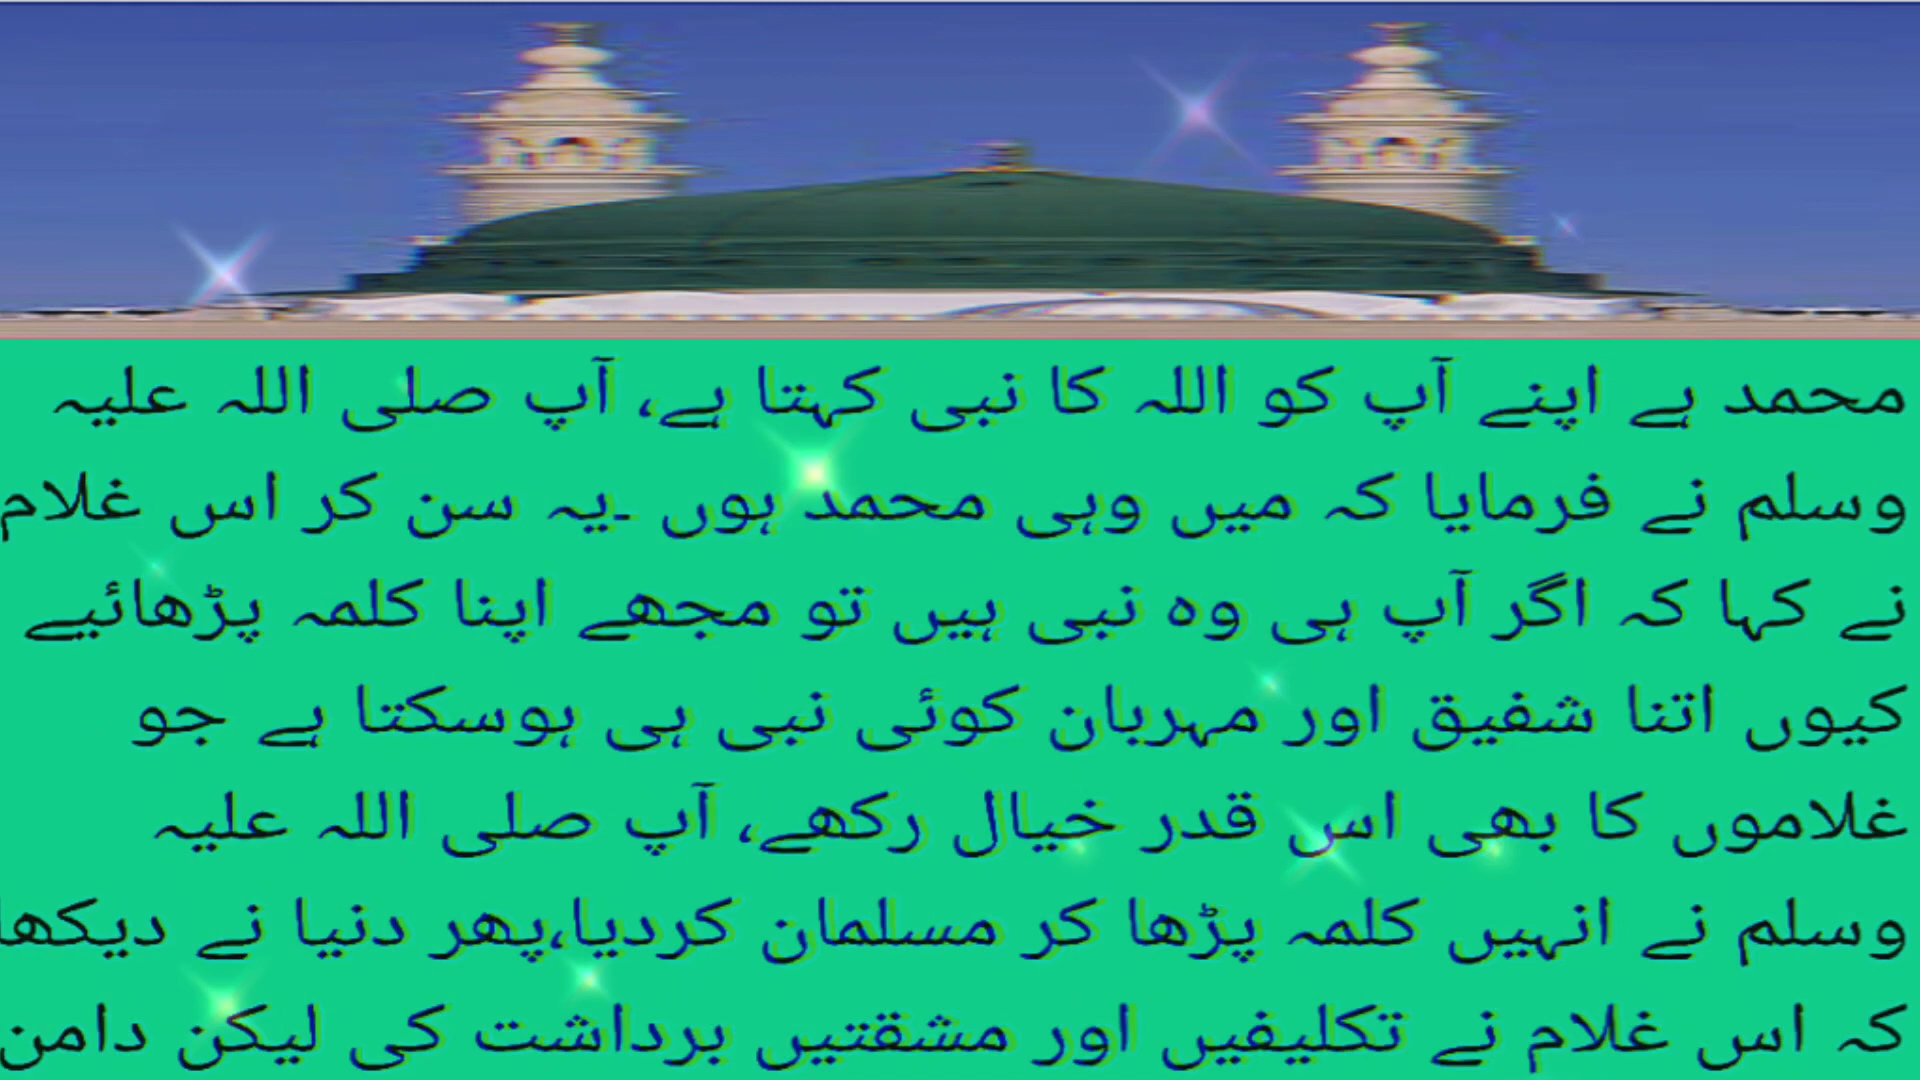 محمد ہے اپنے آپ کو اللہ کا نبی کہتا ہے، آپ صلی اللہ علیہ
وسلم نے فرمایا کہ میں وہی محمد ہوں ۔یہ سن کر اس غلام
نے کہا کہ اگر آپ ہی وہ نبی ہیں تو مجھے اپنا کلمہ پڑھائیے
کیوں اتنا شفیق اور مہربان کوئی نبی ہی ہوسکتا ہے جو
غلاموں کا بھی اس قدر خیال رکھے، آپ صلی اللہ علیہ
وسلم نے انہیں کلمہ پڑھا کر مسلمان کردیا،پھر دنیا نے دیکھا
کہ اس غلام نے تکلیفیں اور مشقتیں برداشت کی لیکن دامن